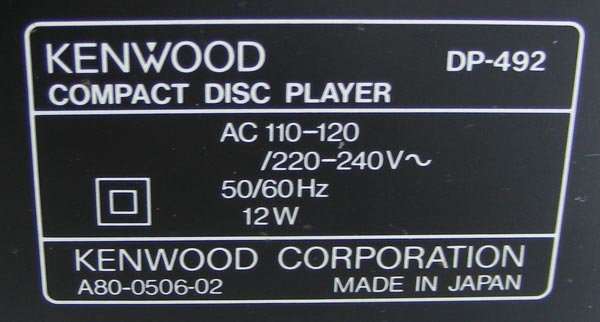 KENWOOD DP-492
COMPACT DISC PLAYER
AC 110-120
/220-240V~
50/60Hz
12W
KENWOOD CORPORATION
A80-0506-02 MADE IN JAPAN